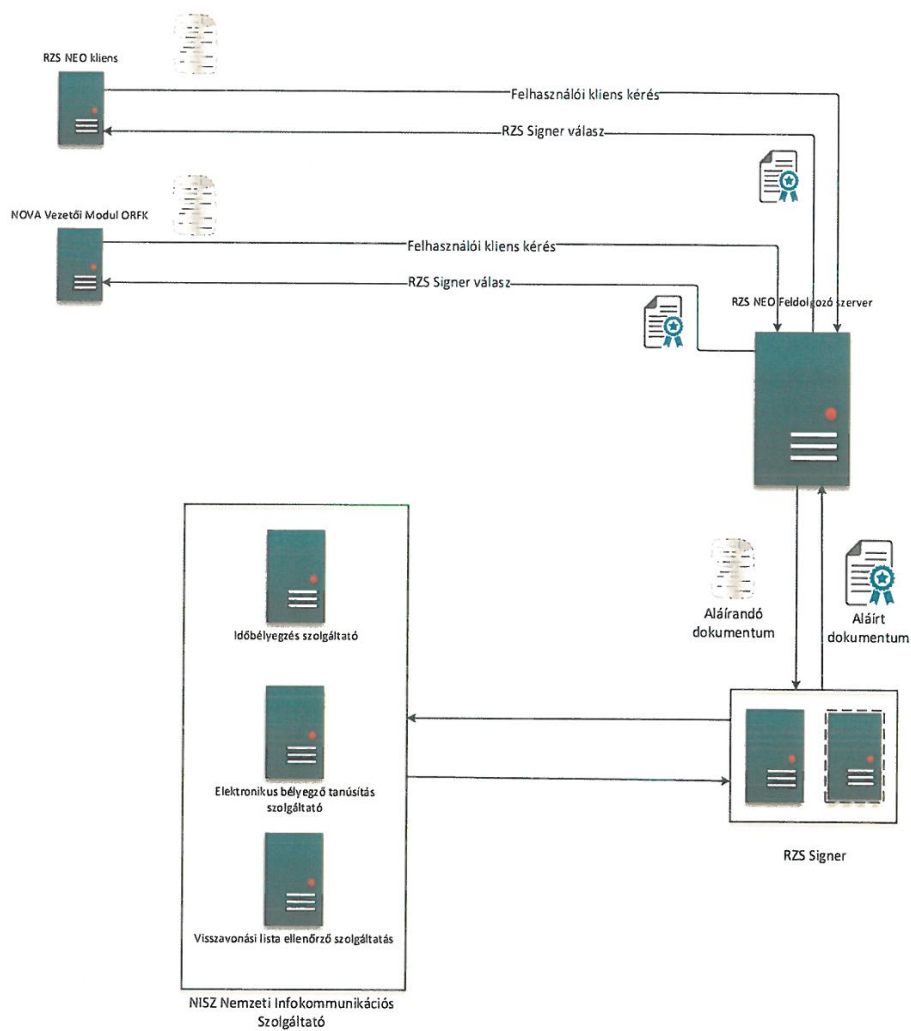 RZS NEO kliens
Felhasználói kliens kérés
RZS Signer válasz
NOVA Vezetői Modul ORFK
Felhasználói kliens kérés
RZS Signer válasz
RZS NEO Feldolgozó szerver
Időbélyegzés szolgáltató
Aláírandó
dokumentum
Aláírt
dokumentum
Elektronikus bélyegző tanúsítás
szolgáltató
RZS Signer
Visszavonási lista ellenőrző szolgáltatás
NISZ Nemzeti Infokommunikációs
Szolgáltató